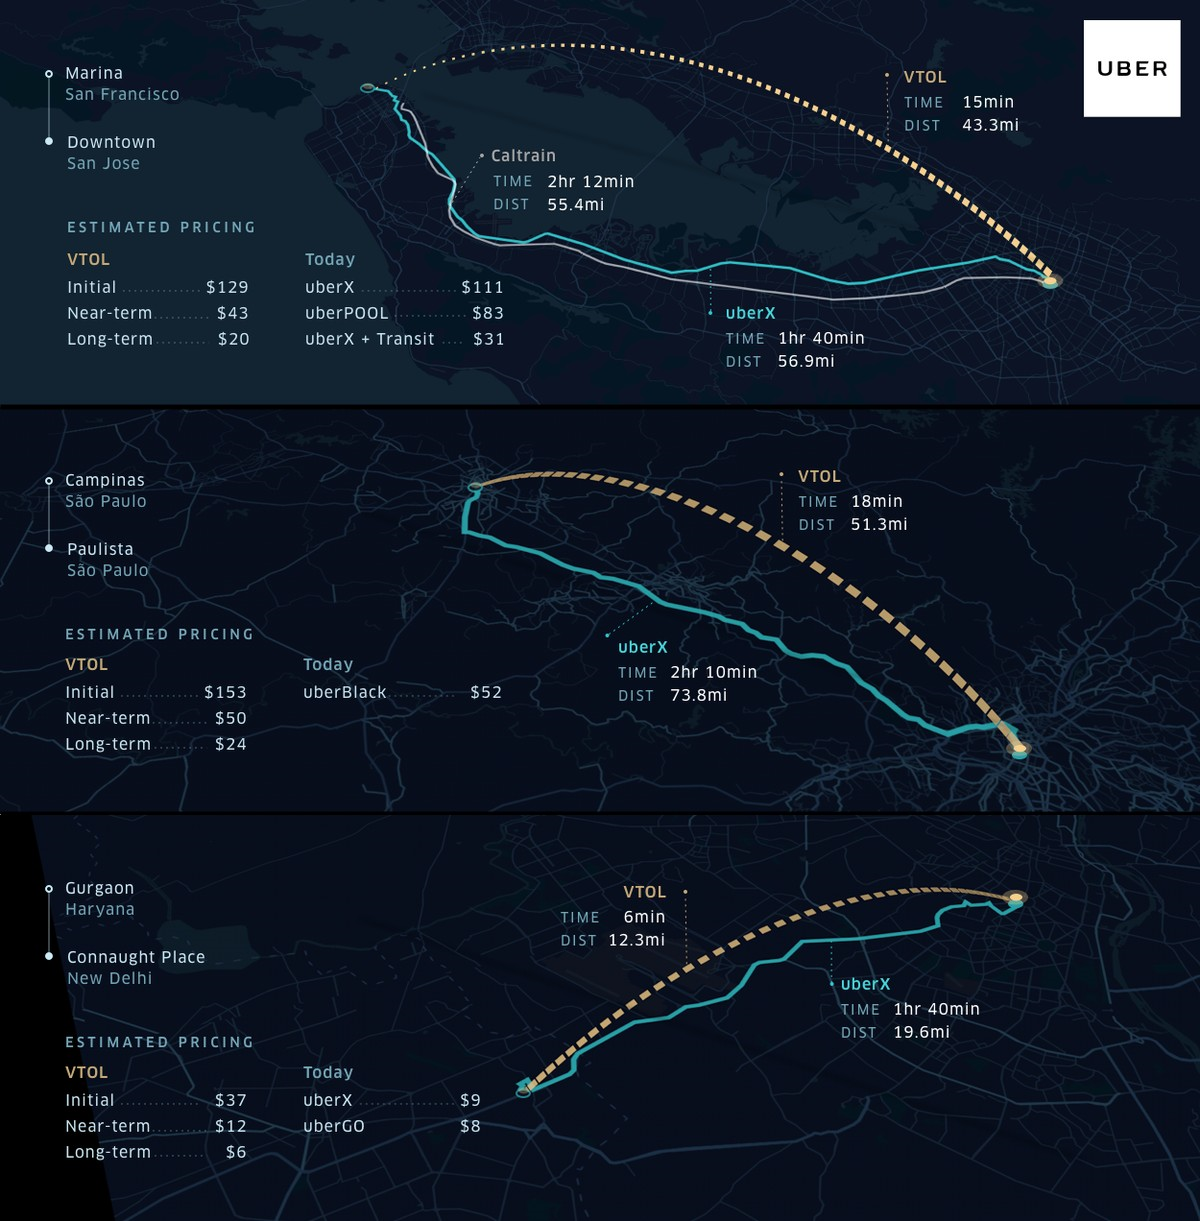 UBER
Marina
San Francisco
Downtown
San Jose
VTOL
TIME 15min
DIST 43.3mi
Caltrain
TIME 2hr 12min
DIST 55.4mi
uberX
TIME 1hr 40min
DIST 56.9mi
ESTIMATED PRICING
VTOL Today
Initial $129 uberX $111
Near-term $43 uberPOOL $83
Long-term $20 uberX + Transit $31
Campinas
São Paulo
Paulista
São Paulo
VTOL
TIME 18min
DIST 51.3mi
uberX
TIME 2hr 10min
DIST 73.8mi
ESTIMATED PRICING
VTOL Today
Initial $153 uberBlack $52
Near-term $50
Long-term $24
Gurgaon
Haryana
Connaught Place
New Delhi
VTOL
TIME 6min
DIST 12.3mi
uberX
TIME 1hr 40min
DIST 19.6mi
ESTIMATED PRICING
VTOL Today
Initial $37 uberX $9
Near-term $12 uberGO $8
Long-term $6